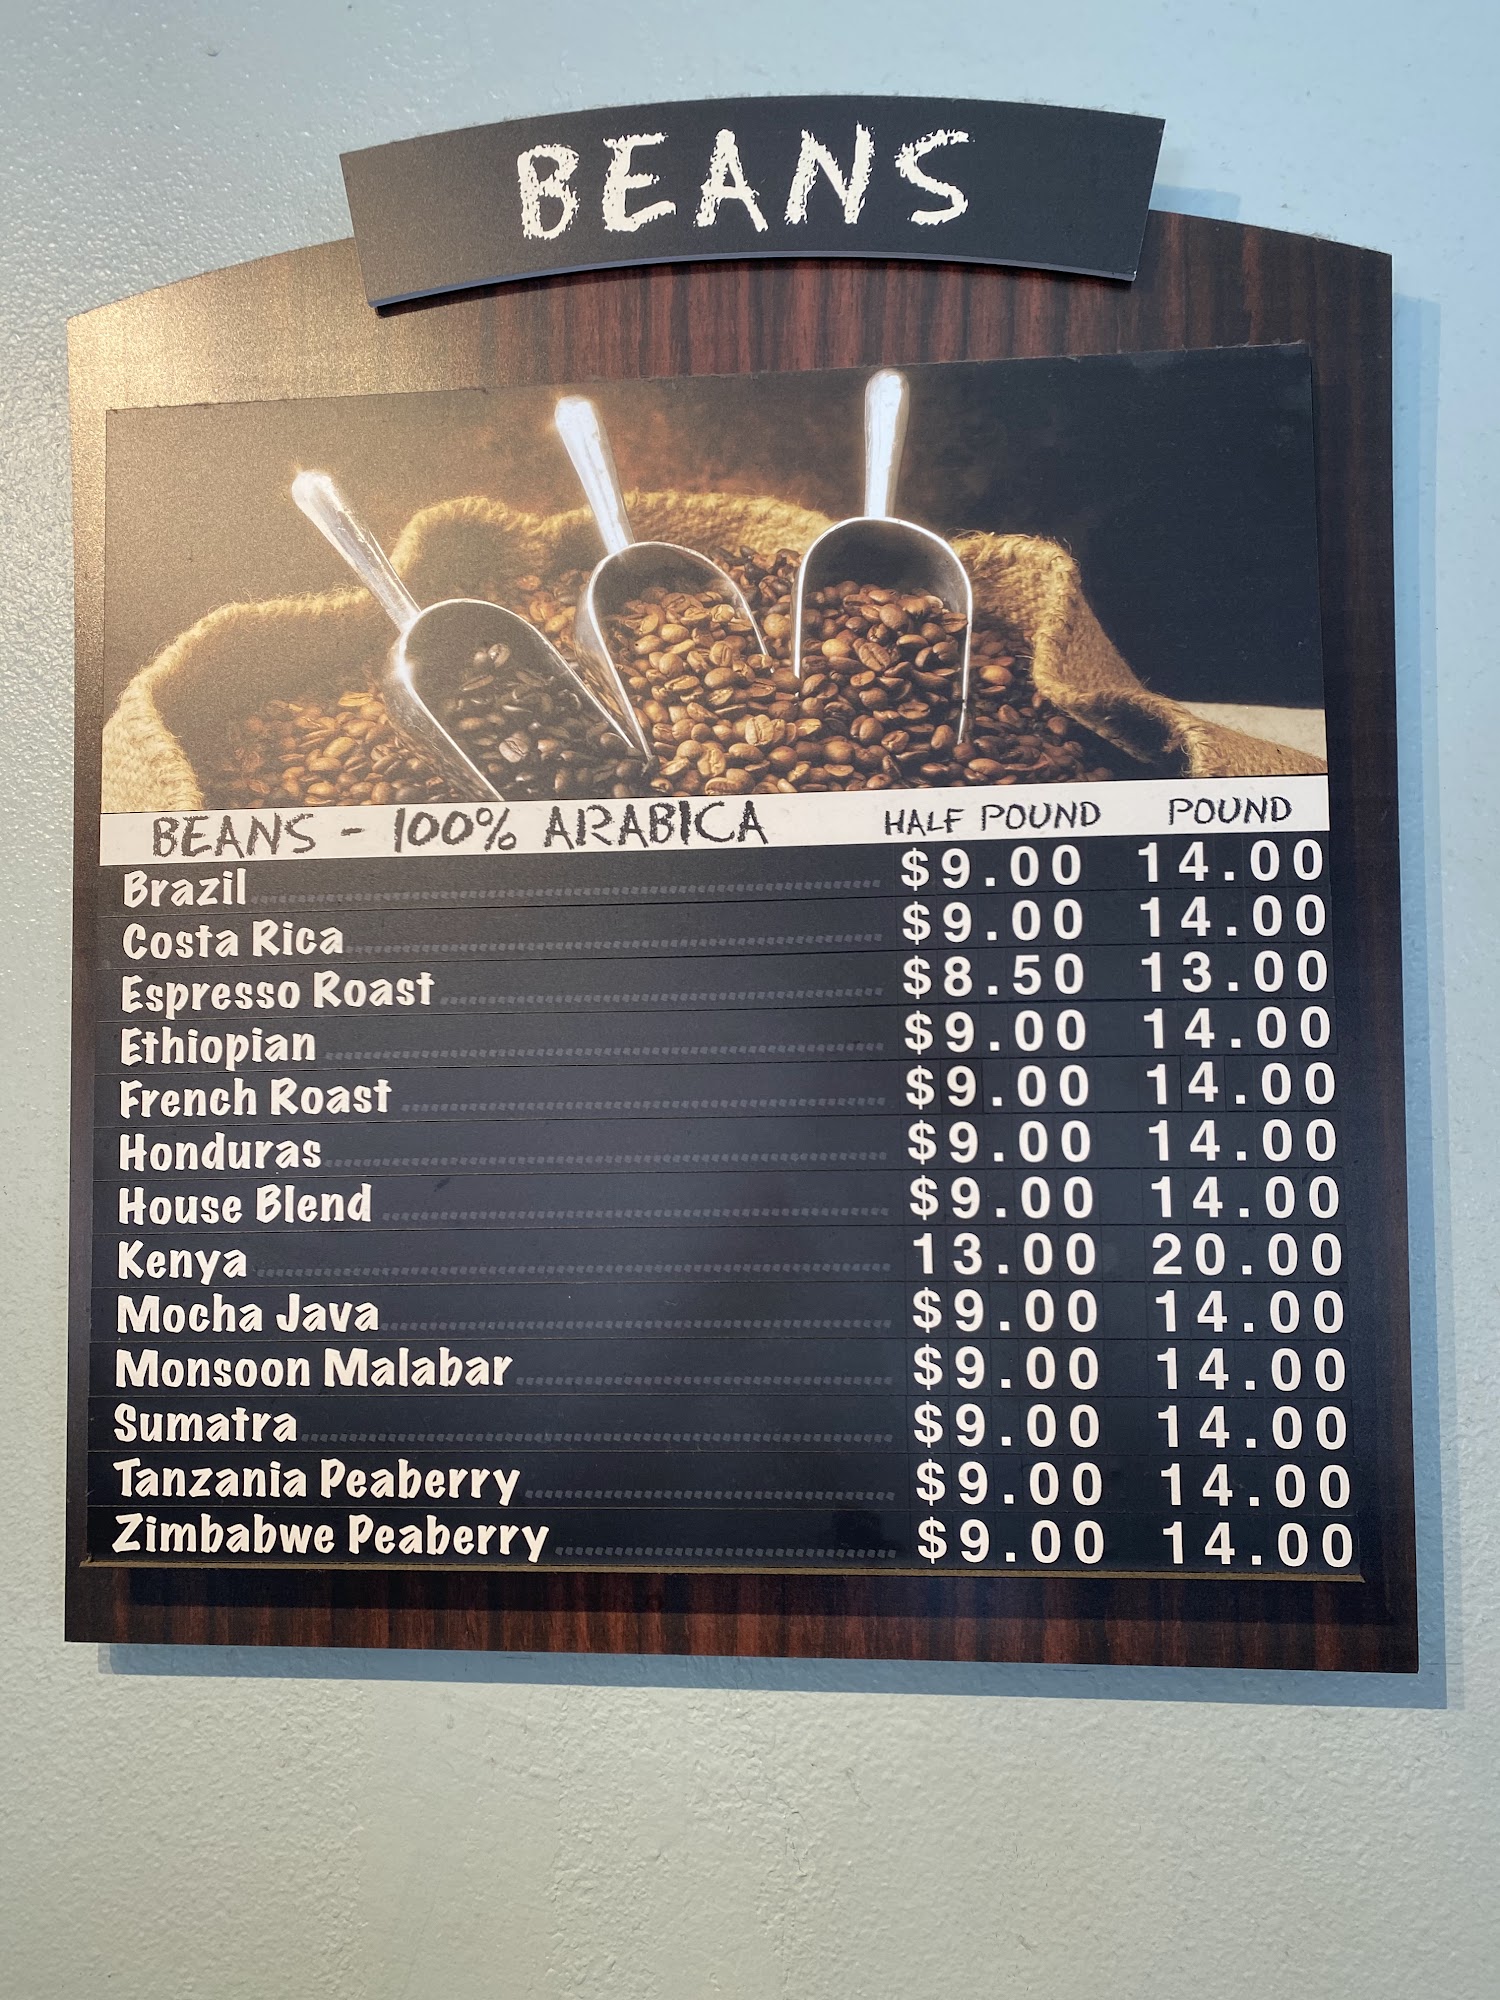 BEANS
BEANS - 100% ARABICA HALF POUND POUND
Brazil $9.00 14.00
Costa Rica $9.00 14.00
Espresso Roast $8.50 13.00
Ethiopian $9.00 14.00
French Roast $9.00 14.00
Honduras $9.00 14.00
House Blend $9.00 14.00
Kenya 13.00 20.00
Mocha Java $9.00 14.00
Monsoon Malabar $9.00 14.00
Sumatra $9.00 14.00
Tanzania Peaberry $9.00 14.00
Zimbabwe Peaberry $9.00 14.00